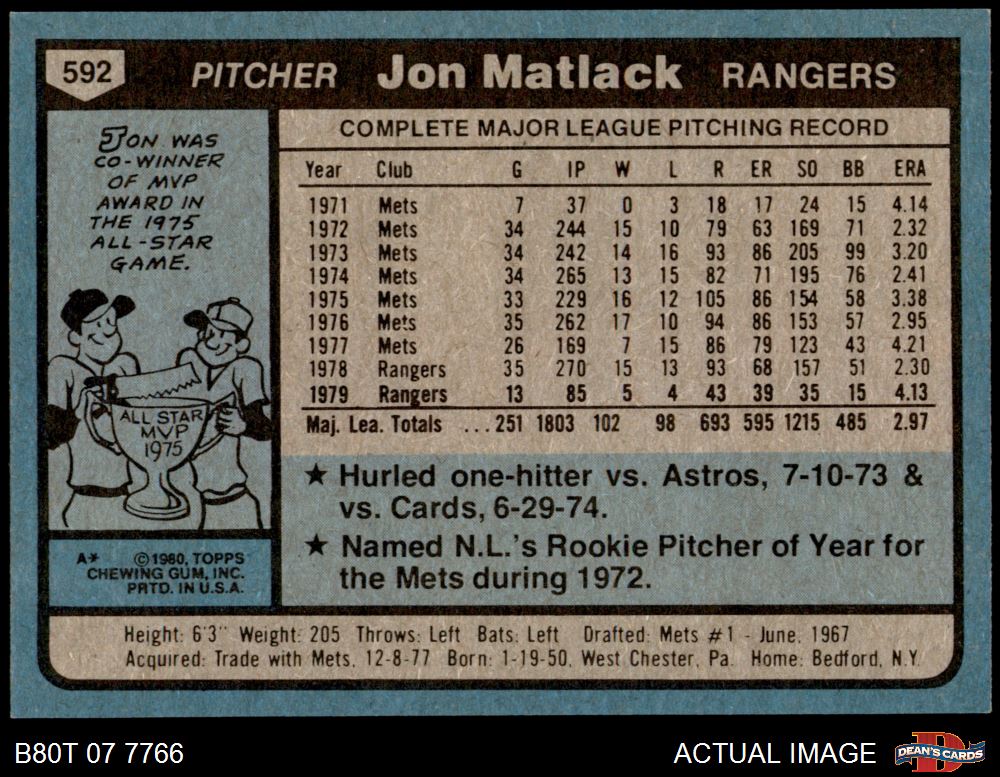 592 PITCHER Jon Matlack RANGERS
JON WAS
CO-WINNER
OF MVP
AWARD IN
THE 1975
ALL-STAR
GAME.
ALL STAR
MVP
1975
A* ©1980, TOPPS
CHEWING GUM, INC.
PRTD. IN U.S.A.
COMPLETE MAJOR LEAGUE PITCHING RECORD
Year Club G IP W L R ER SO BB ERA
1971 Mets 7 37 0 3 18 17 24 15 4.14
1972 Mets 34 244 15 10 79 63 169 71 2.32
1973 Mets 34 242 14 16 93 86 205 99 3.20
1974 Mets 34 265 13 15 82 71 195 76 2.41
1975 Mets 33 229 16 12 105 86 154 58 3.38
1976 Mets 35 262 17 10 94 86 153 57 2.95
1977 Mets 26 169 7 15 86 79 123 43 4.21
1978 Rangers 35 270 15 13 93 68 157 51 2.30
1979 Rangers 13 85 5 4 43 39 35 15 4.13
Maj. Lea. Totals ...251 1803 102 98 693 595 1215 485 2.97
★ Hurled one-hitter vs. Astros, 7-10-73 &
vs. Cards, 6-29-74.
★ Named N.L.'s Rookie Pitcher of Year for
the Mets during 1972.
Height: 6'3" Weight: 205 Throws: Left Bats: Left Drafted: Mets #1 - June, 1967
Acquired: Trade with Mets, 12-8-77 Born: 1-19-50, West Chester, Pa. Home: Bedford, N.Y.
B80T 07 7766
ACTUAL IMAGE
D
DEAN'S CARDS